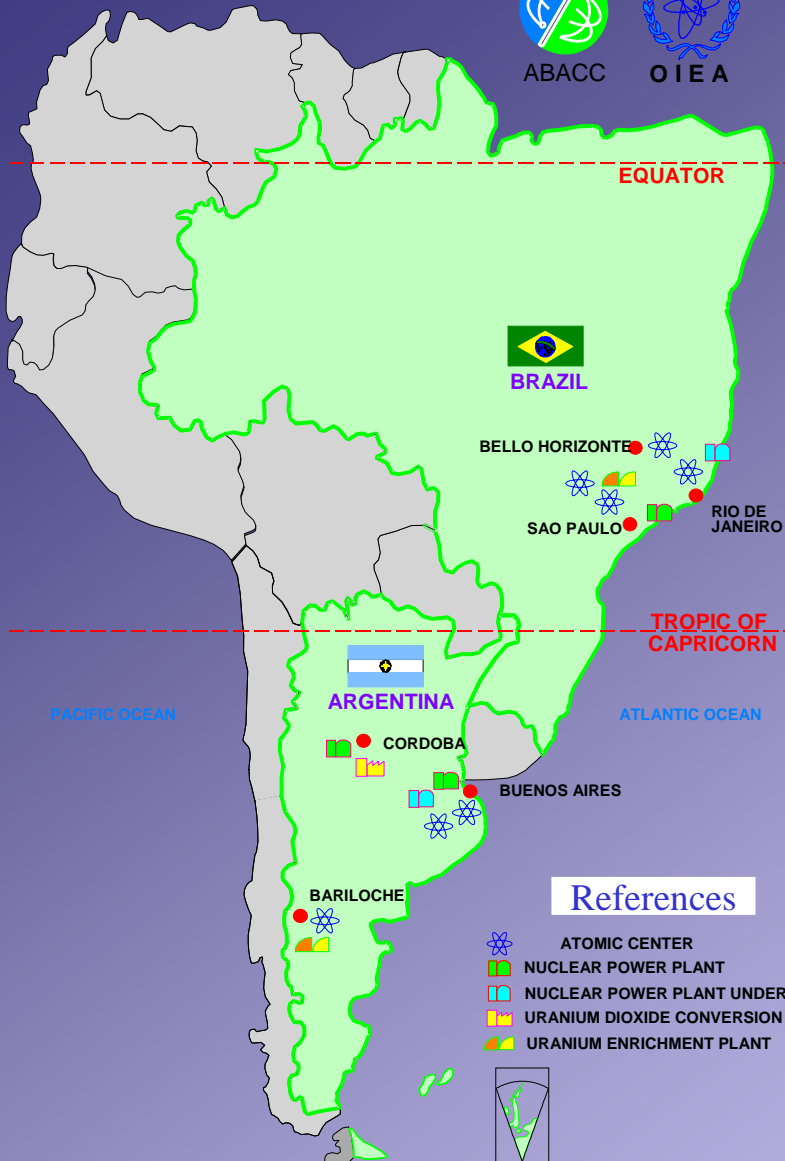 ABACC
OIEA
EQUATOR
BRAZIL
BELLO HORIZONTE
RIO DE
JANEIRO
SAO PAULO
TROPIC OF
CAPRICORN
ARGENTINA
PACIFIC OCEAN
ATLANTIC OCEAN
CORDOBA
BUENOS AIRES
BARILOCHE
References
ATOMIC CENTER
NUCLEAR POWER PLANT
NUCLEAR POWER PLANT UNDER
URANIUM DIOXIDE CONVERSION
URANIUM ENRICHMENT PLANT